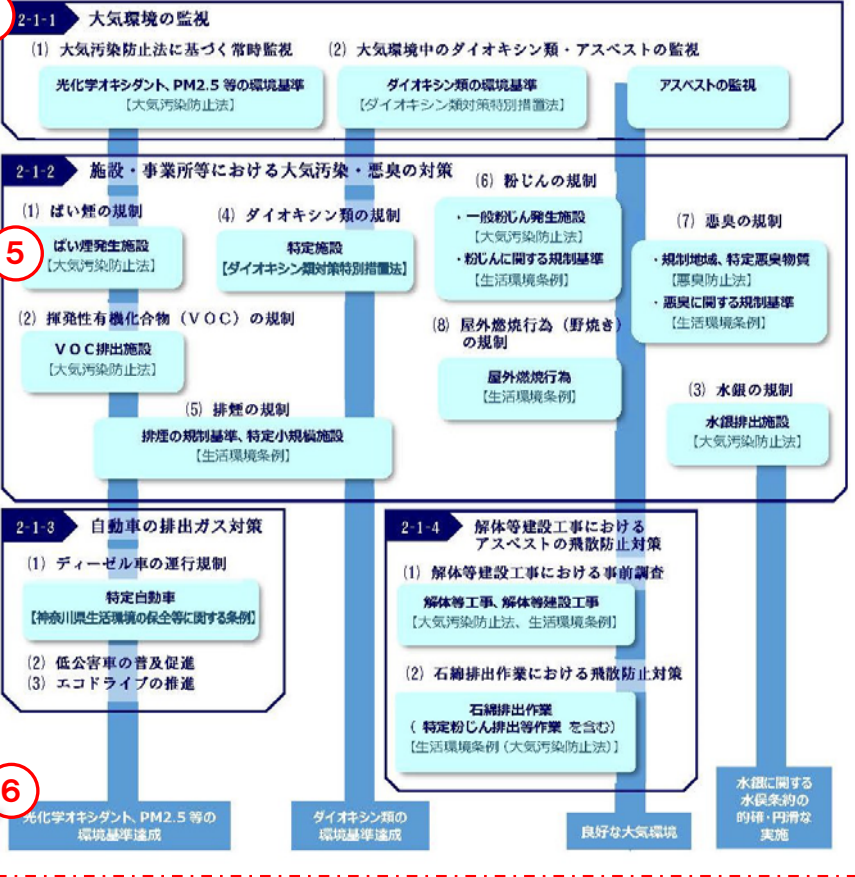 2-1-1 大気環境の監視
(1) 大気汚染防止法に基づく常時監視
(2) 大気環境中のダイオキシン類・アスベストの監視
光化学オキシダント、PM2.5 等の環境基準
【大気汚染防止法】
ダイオキシン類の環境基準
【ダイオキシン類対策特別措置法】
アスベストの監視
2-1-2 施設・事業所等における大気汚染・悪臭の対策
(1) ばい煙の規制
5
ばい煙発生施設
【大気汚染防止法】
(4) ダイオキシン類の規制
特定施設
【ダイオキシン類対策特別措置法】
(6) 粉じんの規制
・一般粉じん発生施設
【大気汚染防止法】
・粉じんに関する規制基準
【生活環境条例】
(7) 悪臭の規制
・規制地域、特定悪臭物質
【悪臭防止法】
・悪臭に関する規制基準
【生活環境条例】
(2) 揮発性有機化合物(VOC)の規制
VOC排出施設
【大気汚染防止法】
(8) 屋外燃焼行為(野焼き)
の規制
屋外燃焼行為
【生活環境条例】
(5) 排煙の規制
排煙の規制基準、特定小規模施設
【生活環境条例】
(3) 水銀の規制
水銀排出施設
【大気汚染防止法】
2-1-3 自動車の排出ガス対策
(1) ディーゼル車の運行規制
特定自動車
【神奈川県生活環境の保全等に関する条例】
(2) 低公害車の普及促進
(3) エコドライブの推進
2-1-4 解体等建設工事における
アスベストの飛散防止対策
(1) 解体等建設工事における事前調査
解体等工事、解体等建設工事
【大気汚染防止法、生活環境条例】
(2) 石綿排出作業における飛散防止対策
石綿排出作業
( 特定粉じん排出等作業 を含む)
【生活環境条例(大気汚染防止法)】
6
光化学オキシダント、PM2.5 等の
環境基準達成
ダイオキシン類の
環境基準達成
良好な大気環境
水銀に関する
水俣条約の
的確・円滑な
実施